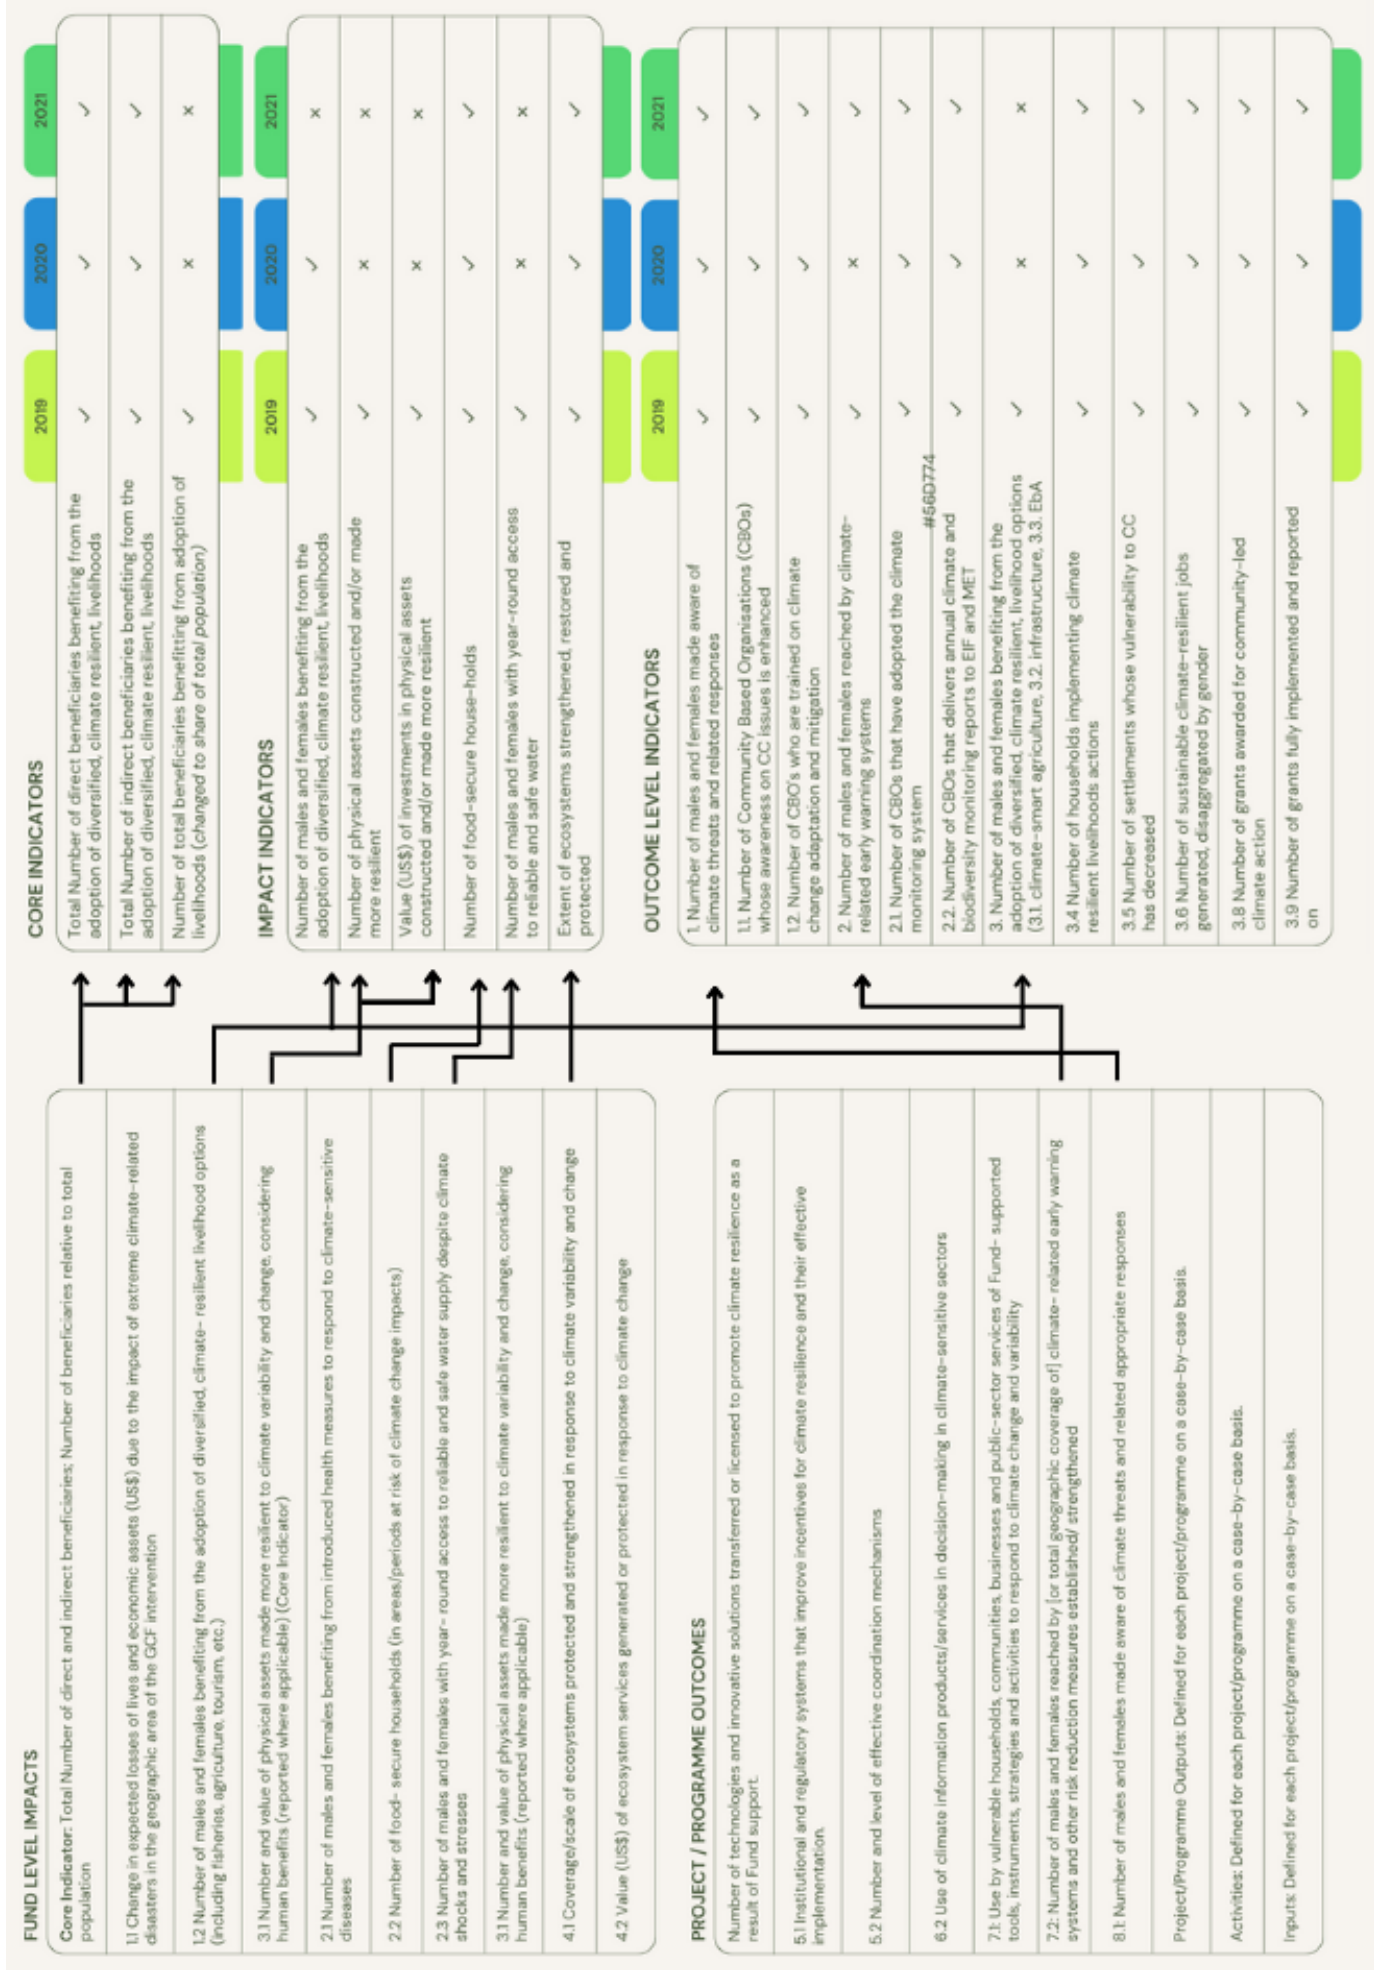 FUND LEVEL IMPACTS
Core Indicator: Total Number of direct and indirect beneficiaries; Number of beneficiaries relative to total
population
1.1 Change in expected losses of lives and economic assets (US$) due to the impact of extreme climate-related
disasters in the geographic area of the GCF intervention
1.2 Number of males and females benefiting from the adoption of diversified, climate- resilient livelihood options
(including fisheries, agriculture, tourism, etc.)
3.1 Number and value of physical assets made more resilient to climate variability and change, considering
human benefits (reported where applicable) (Core Indicator)
2.1 Number of males and females benefiting from introduced health measures to respond to climate-sensitive
diseases
2.2 Number of food- secure households (in areas/periods at risk of climate change impacts)
2.3 Number of males and females with year- round access to reliable and safe water supply despite climate
shocks and stresses
3.1 Number and value of physical assets made more resilient to climate variability and change, considering
human benefits (reported where applicable)
4.1 Coverage/scale of ecosystems protected and strengthened in response to climate variability and change
4.2 Value (US$) of ecosystem services generated or protected in response to climate change
PROJECT / PROGRAMME OUTCOMES
Number of technologies and innovative solutions transferred or licensed to promote climate resilience as a
result of Fund support.
5.1 Institutional and regulatory systems that improve incentives for climate resilience and their effective
implementation.
5.2 Number and level of effective coordination mechanisms
6.2 Use of climate information products/services in decision-making in climate-sensitive sectors
7.1: Use by vulnerable households, communities, businesses and public-sector services of Fund- supported
tools, instruments, strategies and activities to respond to climate change and variability
7.2: Number of males and females reached by [or total geographic coverage of] climate- related early warning
systems and other risk reduction measures established/ strengthened
8.1: Number of males and females made aware of climate threats and related appropriate responses
Project/Programme Outputs: Defined for each project/programme on a case-by-case basis.
Activities: Defined for each project/programme on a case-by-case basis.
Inputs: Defined for each project/programme on a case-by-case basis.
CORE INDICATORS
2019 2020 2021
Total Number of direct beneficiaries benefiting from the
adoption of diversified, climate resilient, livelihoods ✓ ✓ ✓
Total Number of indirect beneficiaries benefiting from the
adoption of diversified, climate resilient, livelihoods ✓ ✓ ✓
Number of total beneficiaries benefitting from adoption of
livelihoods (changed to share of total population) ✓ × ×
IMPACT INDICATORS
2019 2020 2021
Number of males and females benefiting from the
adoption of diversified, climate resilient, livelihoods ✓ ✓ ×
Number of physical assets constructed and/or made
more resilient ✓ × ×
Value (US$) of investments in physical assets
constructed and/or made more resilient ✓ × ×
Number of food-secure house-holds ✓ ✓ ✓
Number of males and females with year-round access
to reliable and safe water ✓ × ×
Extent of ecosystems strengthened, restored and
protected ✓ ✓ ✓
OUTCOME LEVEL INDICATORS
2019 2020 2021
1. Number of males and females made aware of
climate threats and related responses ✓ ✓ ✓
1.1. Number of Community Based Organisations (CBOs)
whose awareness on CC issues is enhanced ✓ ✓ ✓
1.2. Number of CBO's who are trained on climate
change adaptation and mitigation ✓ ✓ ✓
2. Number of males and females reached by climate-
related early warning systems ✓ × ✓
2.1. Number of CBOs that have adopted the climate
monitoring system ✓ ✓ ✓
#56D774
2.2. Number of CBOs that delivers annual climate and
biodiversity monitoring reports to EIF and MET ✓ ✓ ✓
3. Number of males and females benefiting from the
adoption of diversified, climate resilient, livelihood options
(3.1. climate-smart agriculture, 3.2. infrastructure, 3.3. EbA ✓ × ×
3.4 Number of households implementing climate
resilient livelihoods actions ✓ ✓ ✓
3.5 Number of settlements whose vulnerability to CC
has decreased ✓ ✓ ✓
3.6 Number of sustainable climate-resilient jobs
generated, disaggregated by gender ✓ ✓ ✓
3.8 Number of grants awarded for community-led
climate action ✓ ✓ ✓
3.9 Number of grants fully implemented and reported
on ✓ ✓ ✓